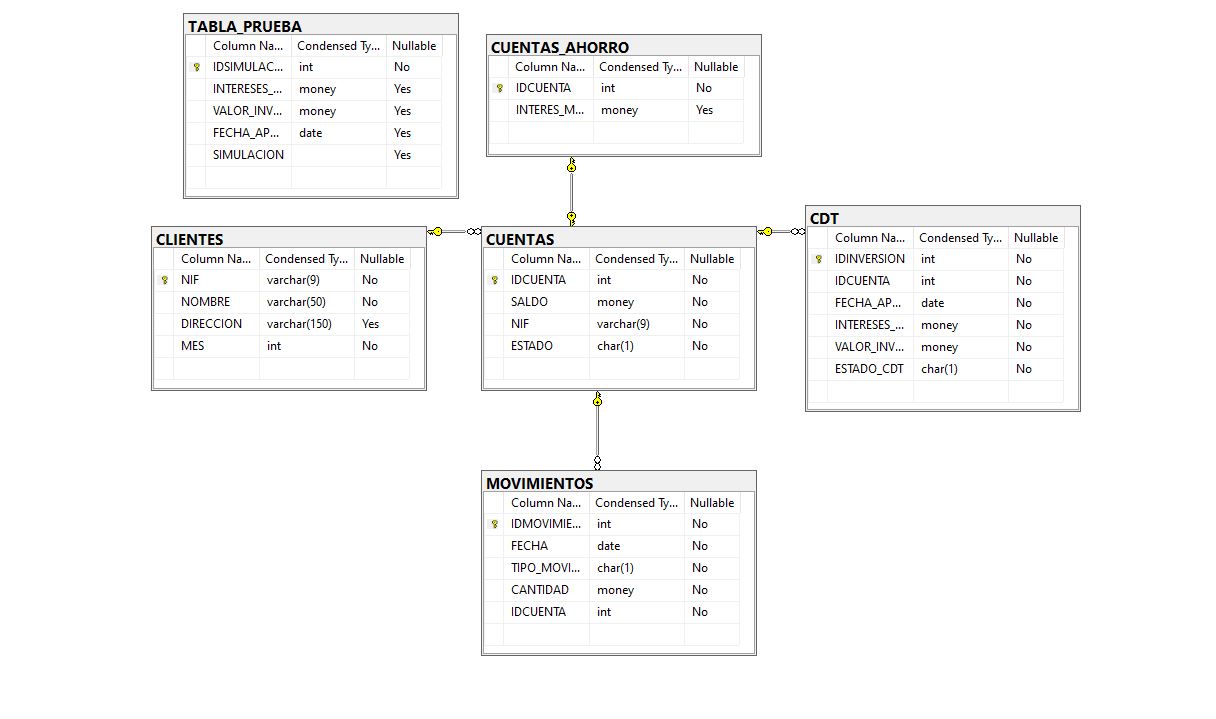 TABLA_PRUEBA
Column Na... Condensed Ty... Nullable
IDSIMULAC... int No
INTERESES_... money Yes
VALOR_INV... money Yes
FECHA_AP... date Yes
SIMULACION Yes
CUENTAS_AHORRO
Column Na... Condensed Ty... Nullable
IDCUENTA int No
INTERES_M... money Yes
CLIENTES
Column Na... Condensed Ty... Nullable
NIF varchar(9) No
NOMBRE varchar(50) No
DIRECCION varchar(150) Yes
MES int No
CUENTAS
Column Na... Condensed Ty... Nullable
IDCUENTA int No
SALDO money No
NIF varchar(9) No
ESTADO char(1) No
CDT
Column Na... Condensed Ty... Nullable
IDINVERSION int No
IDCUENTA int No
FECHA_AP... date No
INTERESES_... money No
VALOR_INV... money No
ESTADO_CDT char(1) No
MOVIMIENTOS
Column Na... Condensed Ty... Nullable
IDMOVIMIE... int No
FECHA date No
TIPO_MOVI... char(1) No
CANTIDAD money No
IDCUENTA int No